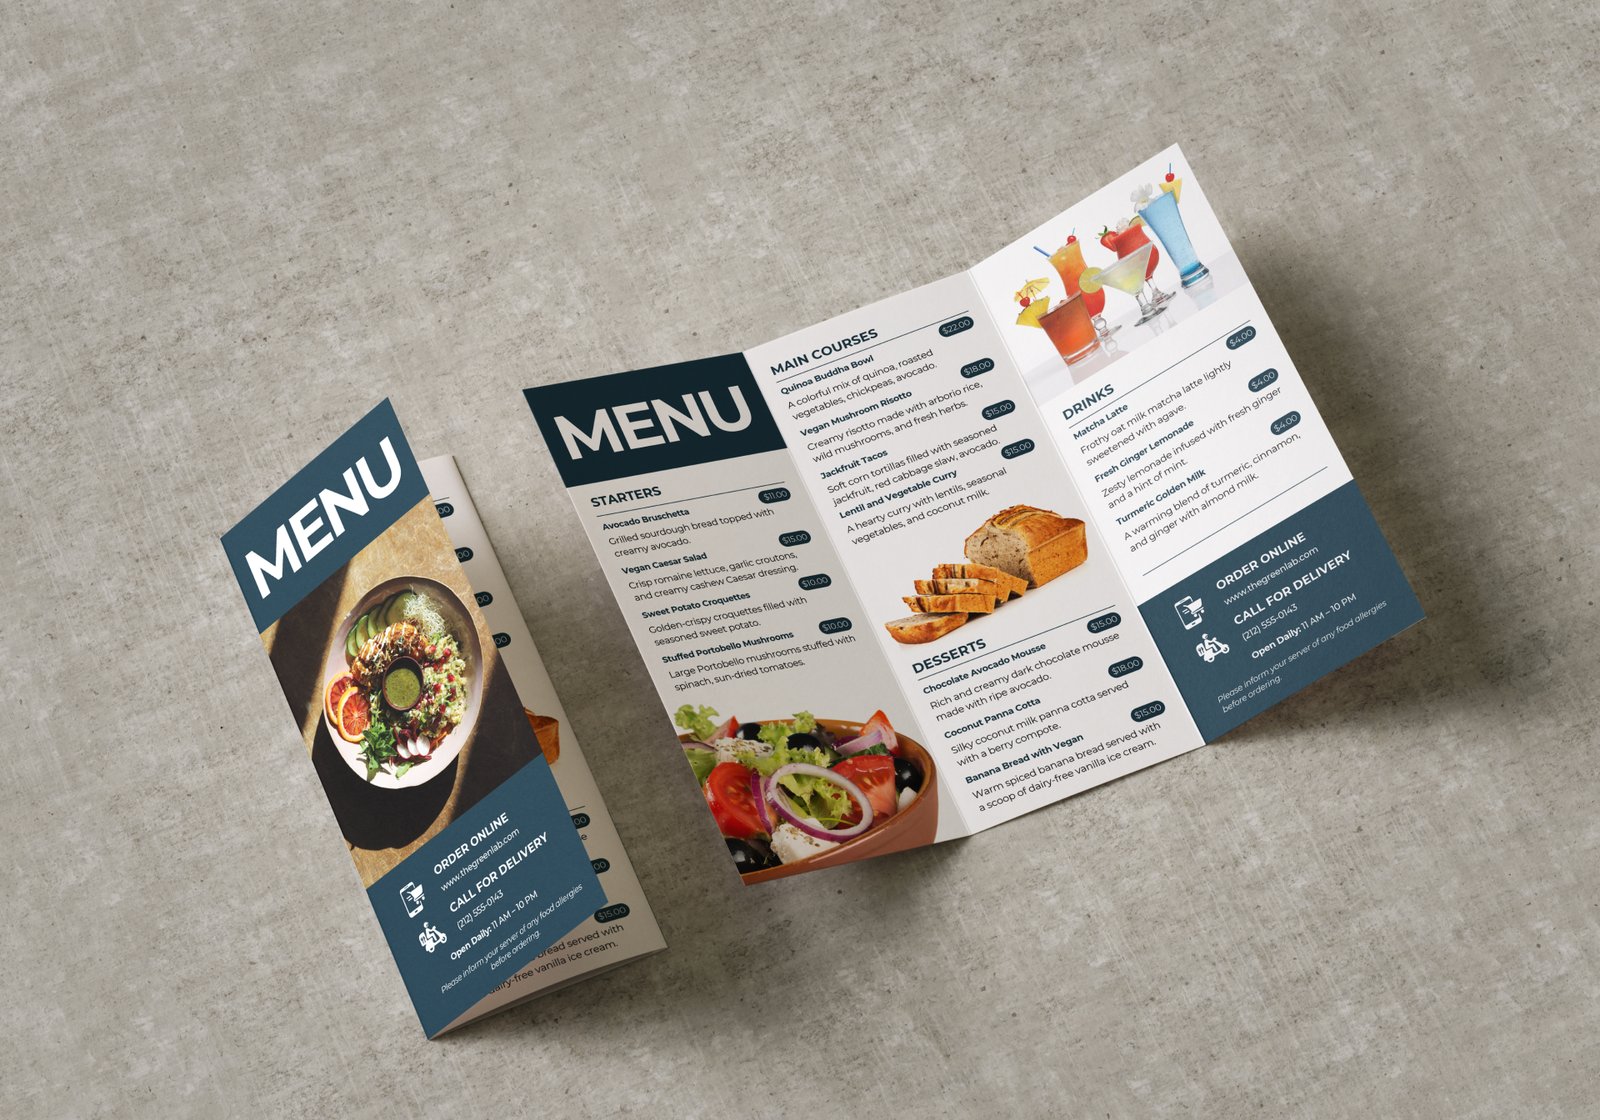 MENU
ORDER ONLINE
www.thegreenlab.com
CALL FOR DELIVERY
(212) 555-0143
Open Daily: 11 AM – 10 PM
Please inform your server of any food allergies
before ordering.
$15.00
bread served with
dairy-free vanilla ice cream.
MENU
STARTERS
$11.00
Avocado Bruschetta
Grilled sourdough bread topped with
creamy avocado.
$15.00
Vegan Caesar Salad
Crisp romaine lettuce, garlic croutons,
and creamy cashew Caesar dressing.
$10.00
Sweet Potato Croquettes
Golden-crispy croquettes filled with
seasoned sweet potato.
$10.00
Stuffed Portobello Mushrooms
Large Portobello mushrooms stuffed with
spinach, sun-dried tomatoes.
MAIN COURSES
$22.00
Quinoa Buddha Bowl
A colorful mix of quinoa, roasted
vegetables, chickpeas, avocado.
$18.00
Vegan Mushroom Risotto
Creamy risotto made with arborio rice,
wild mushrooms, and fresh herbs.
$15.00
Jackfruit Tacos
Soft corn tortillas filled with seasoned
jackfruit, red cabbage slaw, avocado.
$15.00
Lentil and Vegetable Curry
A hearty curry with lentils, seasonal
vegetables, and coconut milk.
DESSERTS
$15.00
Chocolate Avocado Mousse
Rich and creamy dark chocolate mousse
made with ripe avocado.
$18.00
Coconut Panna Cotta
Silky coconut milk panna cotta served
with a berry compote.
$15.00
Banana Bread with Vegan
Warm spiced banana bread served with
a scoop of dairy-free vanilla ice cream.
DRINKS
$4.00
Matcha Latte
Frothy oat milk matcha latte lightly
sweetened with agave.
$4.00
Fresh Ginger Lemonade
Zesty lemonade infused with fresh ginger
and a hint of mint.
$4.00
Turmeric Golden Milk
A warming blend of turmeric, cinnamon,
and ginger with almond milk.
ORDER ONLINE
www.thegreenlab.com
CALL FOR DELIVERY
(212) 555-0143
Open Daily: 11 AM – 10 PM
Please inform your server of any food allergies
before ordering.